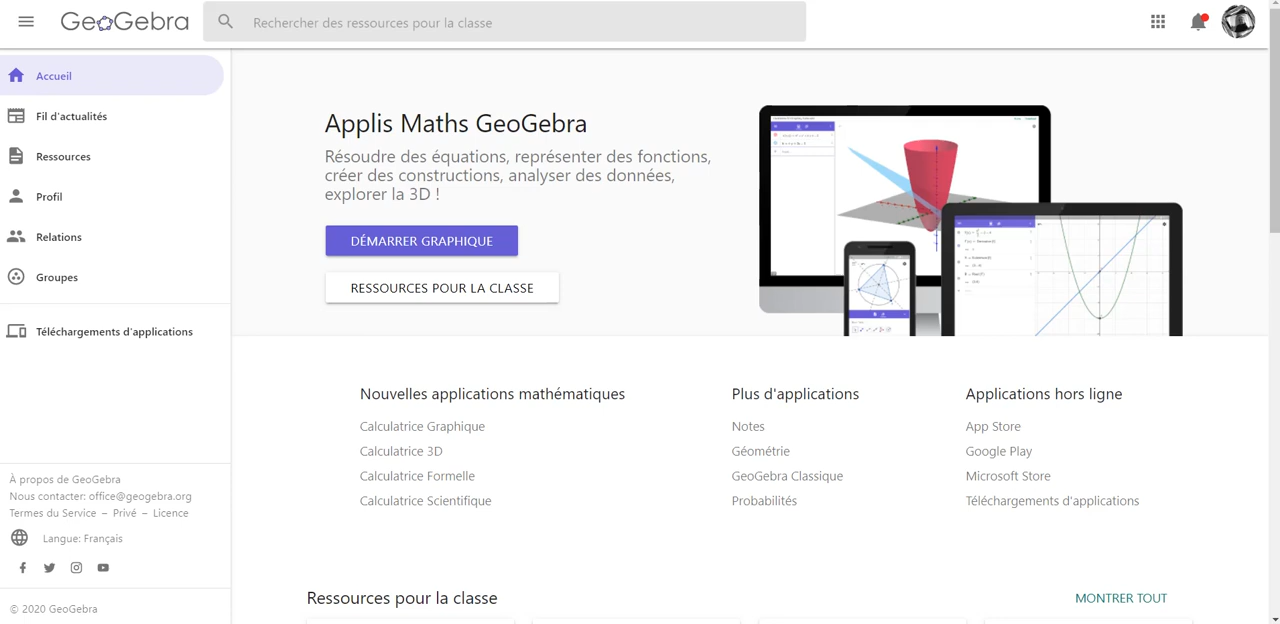 GeoGebra
Rechercher des ressources pour la classe
Accueil
Fil d'actualités
Ressources
Profil
Relations
Groupes
Téléchargements d'applications
À propos de GeoGebra
Nous contacter: office@geogebra.org
Termes du Service – Privé – Licence
Langue: Français
© 2020 GeoGebra
Applis Maths GeoGebra
Résoudre des équations, représenter des fonctions,
créer des constructions, analyser des données,
explorer la 3D !
DÉMARRER GRAPHIQUE
RESSOURCES POUR LA CLASSE
Nouvelles applications mathématiques
Calculatrice Graphique
Calculatrice 3D
Calculatrice Formelle
Calculatrice Scientifique
Plus d'applications
Notes
Géométrie
GeoGebra Classique
Probabilités
Applications hors ligne
App Store
Google Play
Microsoft Store
Téléchargements d'applications
Ressources pour la classe
MONTRER TOUT